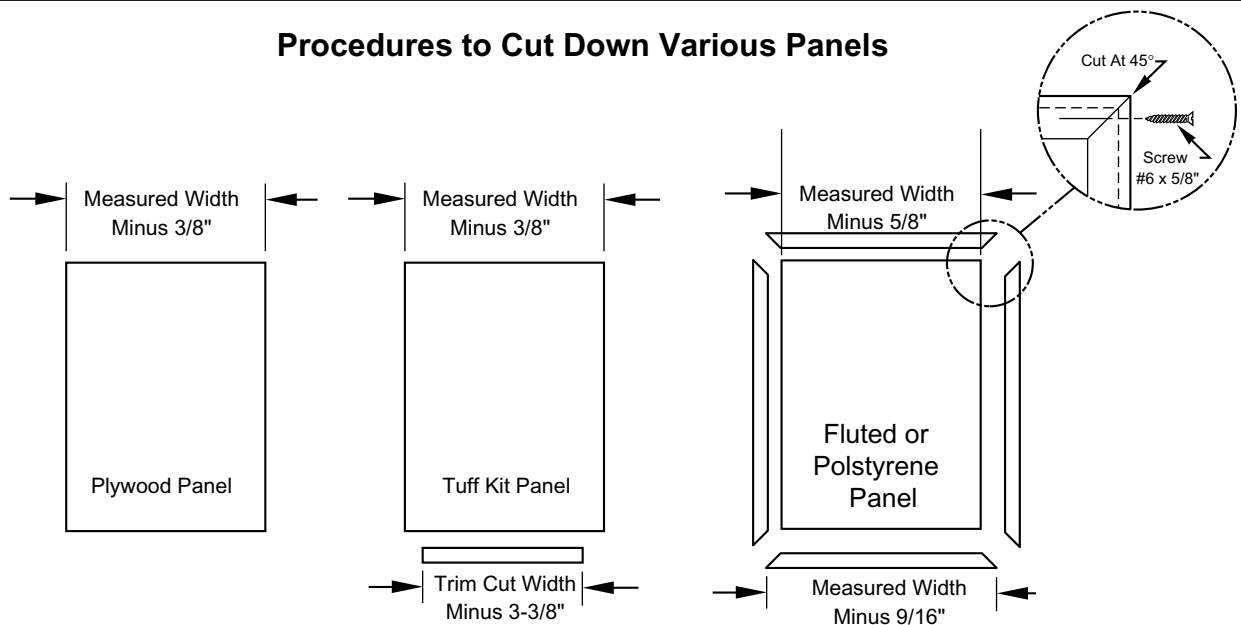 Procedures to Cut Down Various Panels
Cut At 45°
Screw
#6 x 5/8"
Measured Width
Minus 3/8"
Plywood Panel
Measured Width
Minus 3/8"
Tuff Kit Panel
Trim Cut Width
Minus 3-3/8"
Measured Width
Minus 5/8"
Fluted or
Polstyrene
Panel
Measured Width
Minus 9/16"